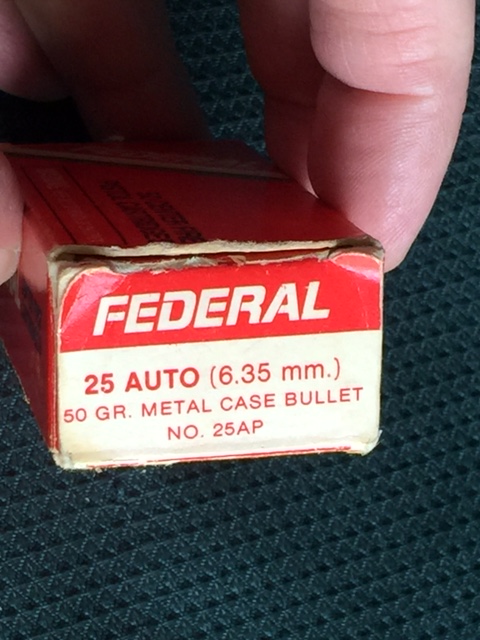 FEDERAL
25 AUTO (6.35 mm.)
50 GR. METAL CASE BULLET
NO. 25AP